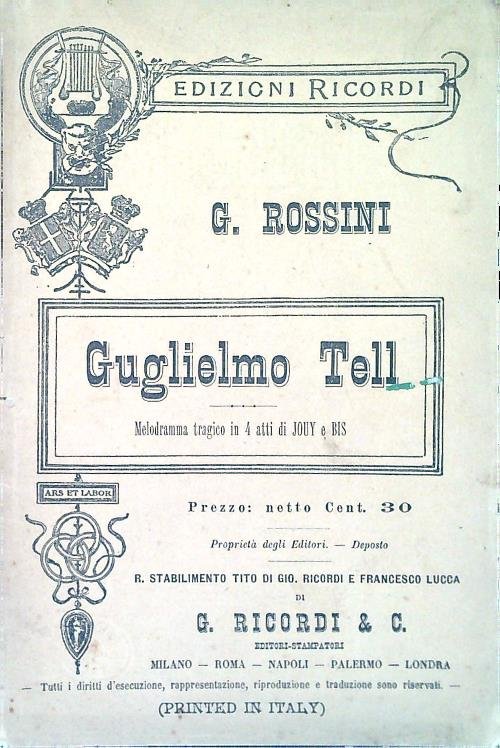 EDIZIONI RICORDI
G. ROSSINI
Guglielmo Tell
Melodramma tragico in 4 atti di JOUY e BIS
ARS ET LABOR
Prezzo: netto Cent. 30
Proprietà degli Editori. — Deposto
R. STABILIMENTO TITO DI GIO. RICORDI E FRANCESCO LUCCA
DI
G. RICORDI & C.
EDITORI-STAMPATORI
MILANO — ROMA — NAPOLI — PALERMO — LONDRA
— Tutti i diritti d'esecuzione, rappresentazione, riproduzione e traduzione sono riservati. —
(PRINTED IN ITALY)